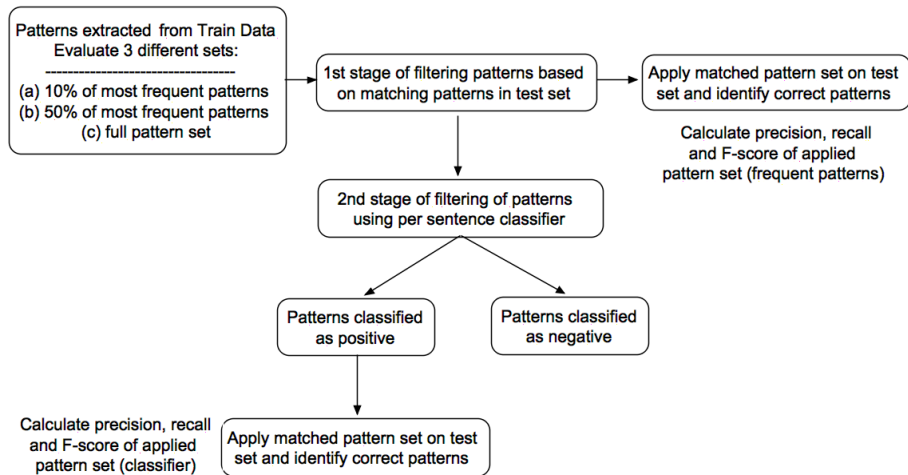 Patterns extracted from Train Data
Evaluate 3 different sets:
----------------------------------
(a) 10% of most frequent patterns
(b) 50% of most frequent patterns
(c) full pattern set
1st stage of filtering patterns based
on matching patterns in test set
Apply matched pattern set on test
set and identify correct patterns
Calculate precision, recall
and F-score of applied
pattern set (frequent patterns)
2nd stage of filtering of patterns
using per sentence classifier
Patterns classified
as positive
Patterns classified
as negative
Calculate precision, recall
and F-score of applied
pattern set (classifier)
Apply matched pattern set on test
set and identify correct patterns